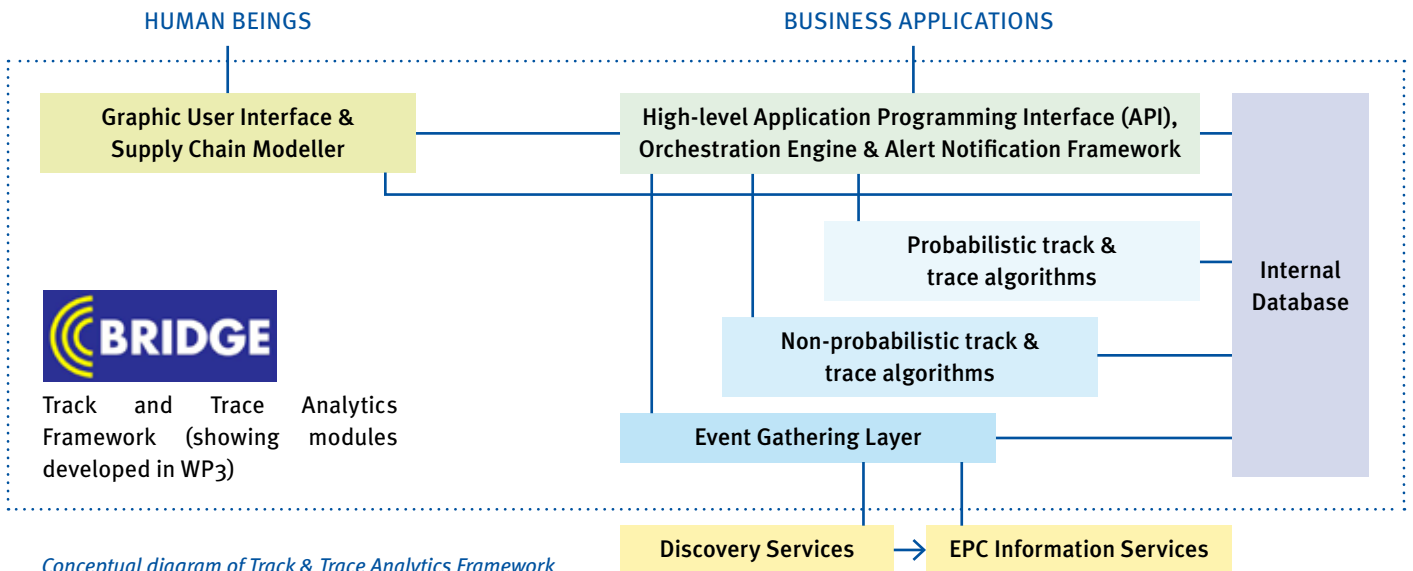 HUMAN BEINGS
BUSINESS APPLICATIONS
Graphic User Interface &
Supply Chain Modeller
High-level Application Programming Interface (API),
Orchestration Engine & Alert Notification Framework
Probabilistic track &
trace algorithms
Internal
Database
BRIDGE
Non-probabilistic track &
trace algorithms
Track and Trace Analytics
Framework (showing modules
developed in WP3)
Event Gathering Layer
Discovery Services
EPC Information Services
Conceptual diagram of Track & Trace Analytics Framework